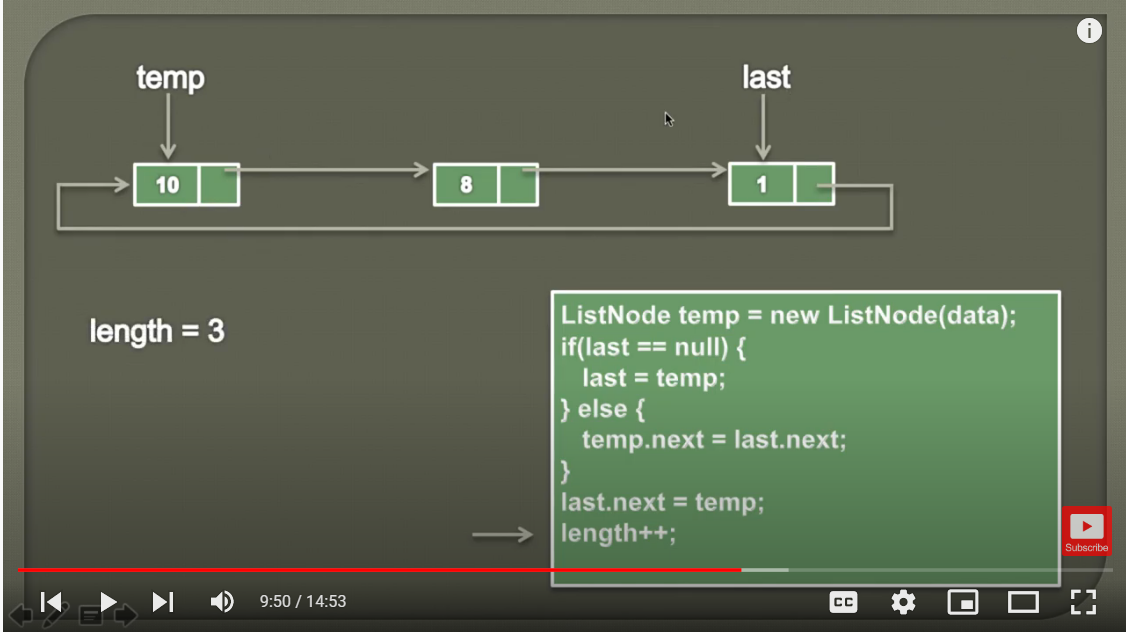 temp
last
10
8
1
length = 3
ListNode temp = new ListNode(data);
if(last == null) {
last = temp;
} else {
temp.next = last.next;
}
last.next = temp;
length++;
Subscribe
9:50 / 14:53
CC